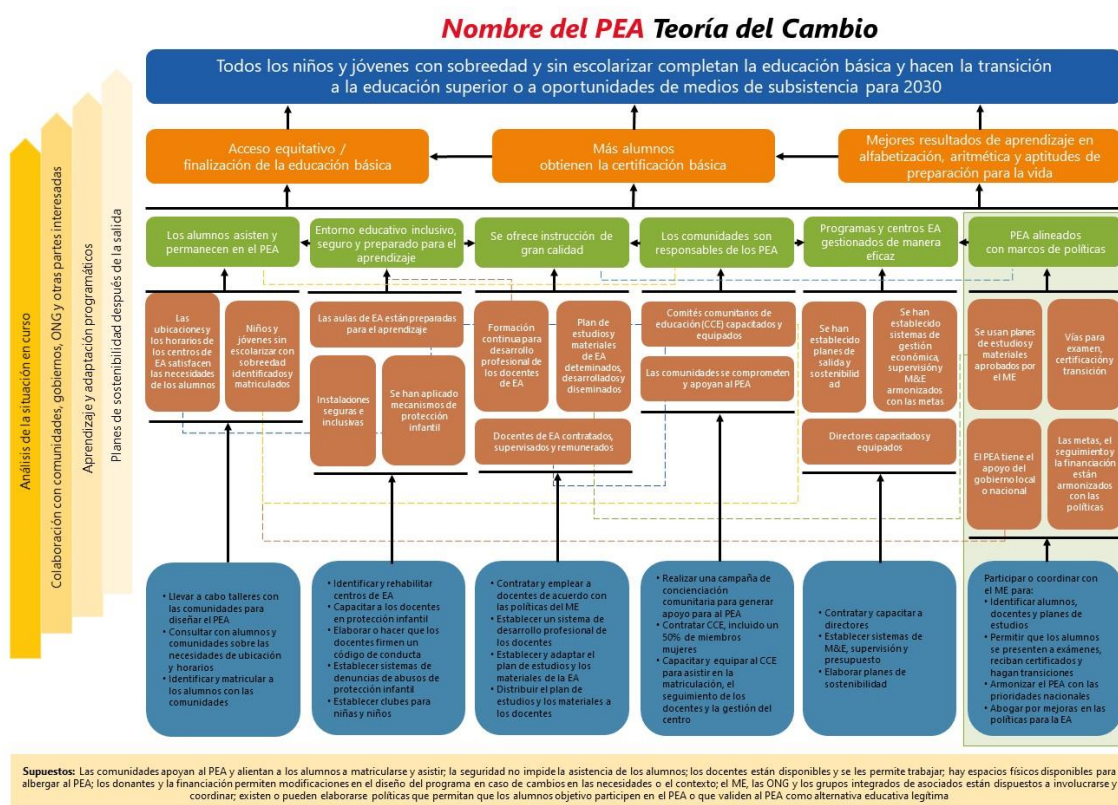 Nombre del PEA Teoría del Cambio
Todos los niños y jóvenes con sobreedad y sin escolarizar completan la educación básica y hacen la transición
a la educación superior o a oportunidades de medios de subsistencia para 2030
Acceso equitativo /
finalización de la educación básica
Más alumnos
obtienen la certificación básica
Mejores resultados de aprendizaje en
alfabetización, aritmética y aptitudes de
preparación para la vida
Los alumnos asisten y
permanecen en el PEA
Entorno educativo inclusivo,
seguro y preparado para el
aprendizaje
Se ofrece instrucción de
gran calidad
Los comunidades son
responsables de los PEA
Programas y centros EA
gestionados de manera
eficaz
PEA alineados
con marcos de políticas
Las
ubicaciones y
los horarios de
los centros de
EA satisfacen las
necesidades de
los alumnos
Niños y
jóvenes sin
escolarizar con
sobreedad
identificados y
matriculados
Las aulas de EA están preparadas
para el aprendizaje
Instalaciones
seguras e
inclusivas
Se han aplicado
mecanismos de
protección
infantil
Formación
continua para
desarrollo
profesional de
los docentes
de EA
Plan de
estudios y
materiales de
EA
deteminados,
desarrollados y
diseminados
Docentes de EA contratados,
supervisados y remunerados
Comités comunitarios de
educación (CCE) capacitados y
equipados
Las comunidades se comprometen
y apoyan al PEA
Se han
establecido
planes de
salida y
sostenibilid
ad
Se han
establecido
sistemas de
gestión
económica,
supervisión y
M&E
armonizados
con las metas
Directores capacitados y
equipados
Se usan planes
de estudios y
materiales
aprobados por
el ME
Vías para
examen,
certificación y
transición
El PEA tiene el
apoyo del
gobierno local
o nacional
Las metas, el
seguimiento y
la financiación
están
armonizados
con las
políticas
• Llevar a cabo talleres con
las comunidades para
diseñar el PEA
• Consultar con alumnos y
comunidades sobre las
necesidades de ubicación
y horarios
• Identificar y matricular a
los alumnos con las
comunidades
• Identificar y rehabilitar
centros de EA
• Capacitar a los docentes
en protección infantil
• Elaborar o hacer que los
docentes firmen un
código de conducta
• Establecer sistemas de
denuncias de abusos de
protección infantil
• Establecer clubes para
niñas y niños
• Contratar y emplear a
docentes de acuerdo con
las políticas del ME
• Establecer un sistema de
desarrollo profesional de
los docentes
• Establecer y adaptar el
plan de estudios y los
materiales de la EA
• Distribuir el plan de
estudios y los materiales a
los docentes
• Realizar una campaña de
concienciación
comunitaria para generar
apoyo para al PEA
• Contratar CCE, incluido un
50% de miembros
mujeres
• Capacitar y equipar al CCE
para asistir en la
matriculación, el
seguimiento de los
docentes y la gestión del
centro
• Contratar y capacitar a
directores
• Establecer sistemas de
M&E, supervisión y
presupuesto
• Elaborar planes de
sostenibilidad
Participar o coordinar con
el ME para:
• Identificar alumnos,
docentes y planes de
estudios
• Permitir que los alumnos
se presenten a exámenes,
reciban certificados y
hagan transiciones
• Armonizar el PEA con las
prioridades nacionales
• Abogar por mejoras en las
políticas para la EA
Análisis de la situación en curso
Colaboración con comunidades, gobiernos, ONG y otras partes interesadas
Aprendizaje y adaptación programáticos
Planes de sostenibilidad después de la salida
Supuestos: Las comunidades apoyan al PEA y alientan a los alumnos a matricularse y asistir; la seguridad no impide la asistencia de los alumnos; los docentes están disponibles y se les permite trabajar; hay espacios físicos disponibles para
albergar al PEA; los donantes y la financiación permiten modificaciones en el diseño del programa en caso de cambios en las necesidades o el contexto; el ME, las ONG y los grupos integrados de asociados están dispuestos a involucrarse y
coordinar; existen o pueden elaborarse políticas que permitan que los alumnos objetivo participen en el PEA o que validen al PEA como alternativa educativa legítima